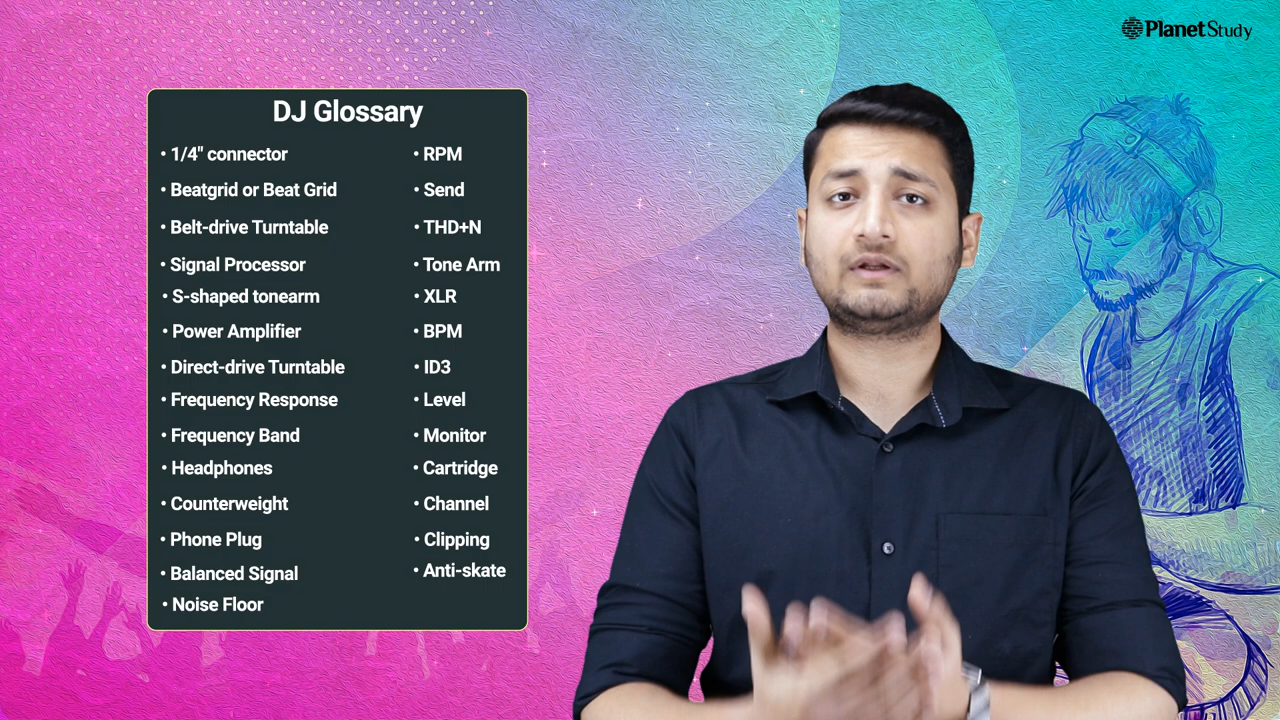 PlanetStudy
DJ Glossary
• 1/4" connector
• Beatgrid or Beat Grid
• Belt-drive Turntable
• Signal Processor
• S-shaped tonearm
• Power Amplifier
• Direct-drive Turntable
• Frequency Response
• Frequency Band
• Headphones
• Counterweight
• Phone Plug
• Balanced Signal
• Noise Floor
• RPM
• Send
• THD+N
• Tone Arm
• XLR
• BPM
• ID3
• Level
• Monitor
• Cartridge
• Channel
• Clipping
• Anti-skate